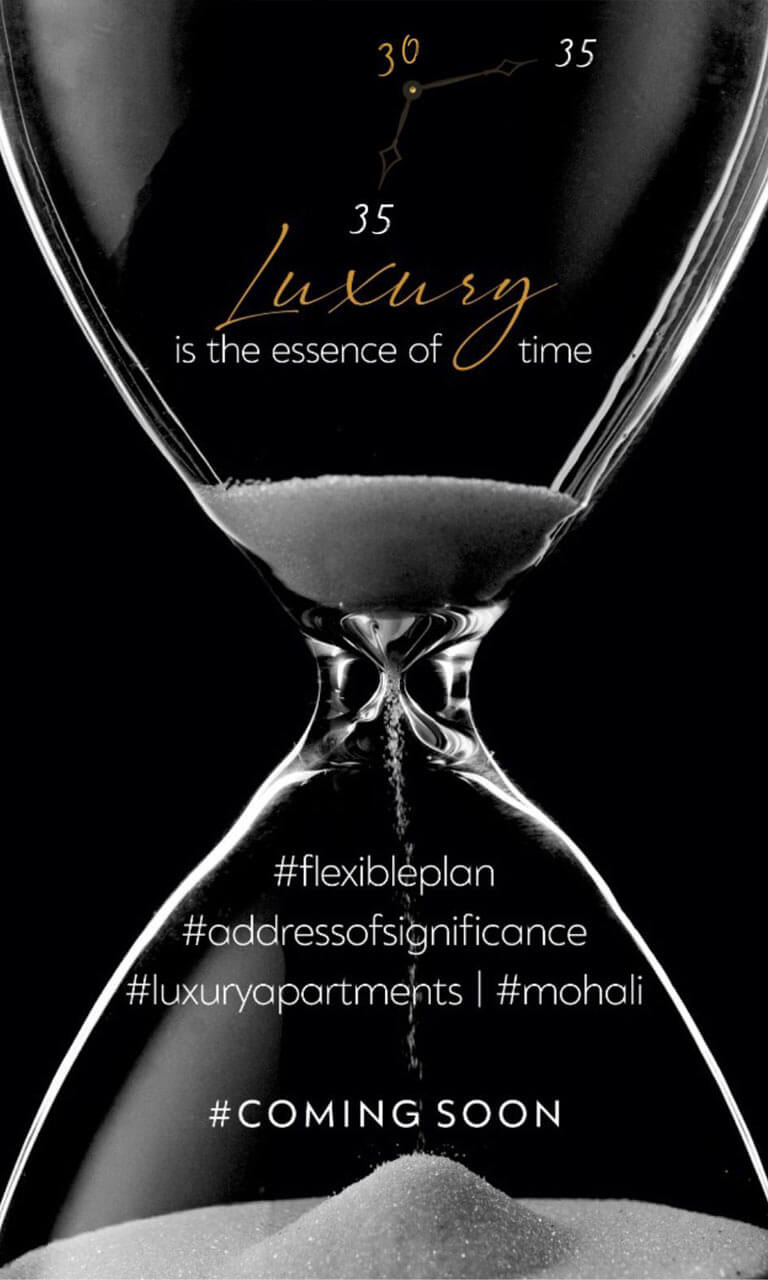 30
35
35
Luxury
is the essence of time
#flexibleplan
#addressofsignificance
#luxuryapartments | #mohali
#COMING SOON